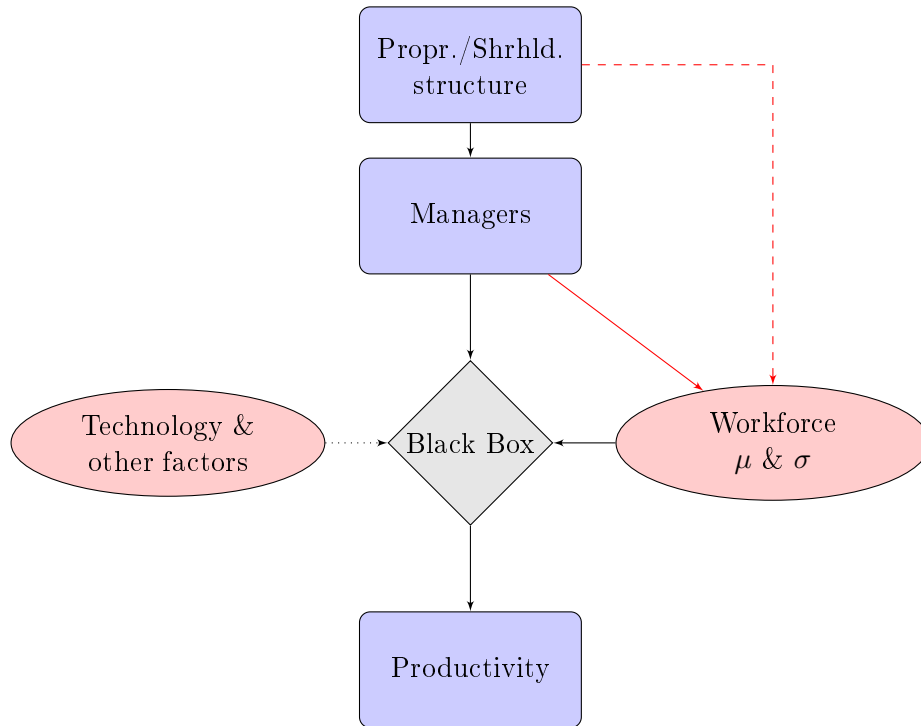 Propr./Shrhld.
structure
Managers
Technology &
other factors
Black Box
Workforce
μ & σ
Productivity